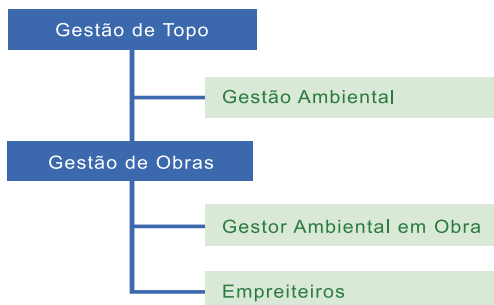 Gestão de Topo
Gestão Ambiental
Gestão de Obras
Gestor Ambiental em Obra
Empreiteiros